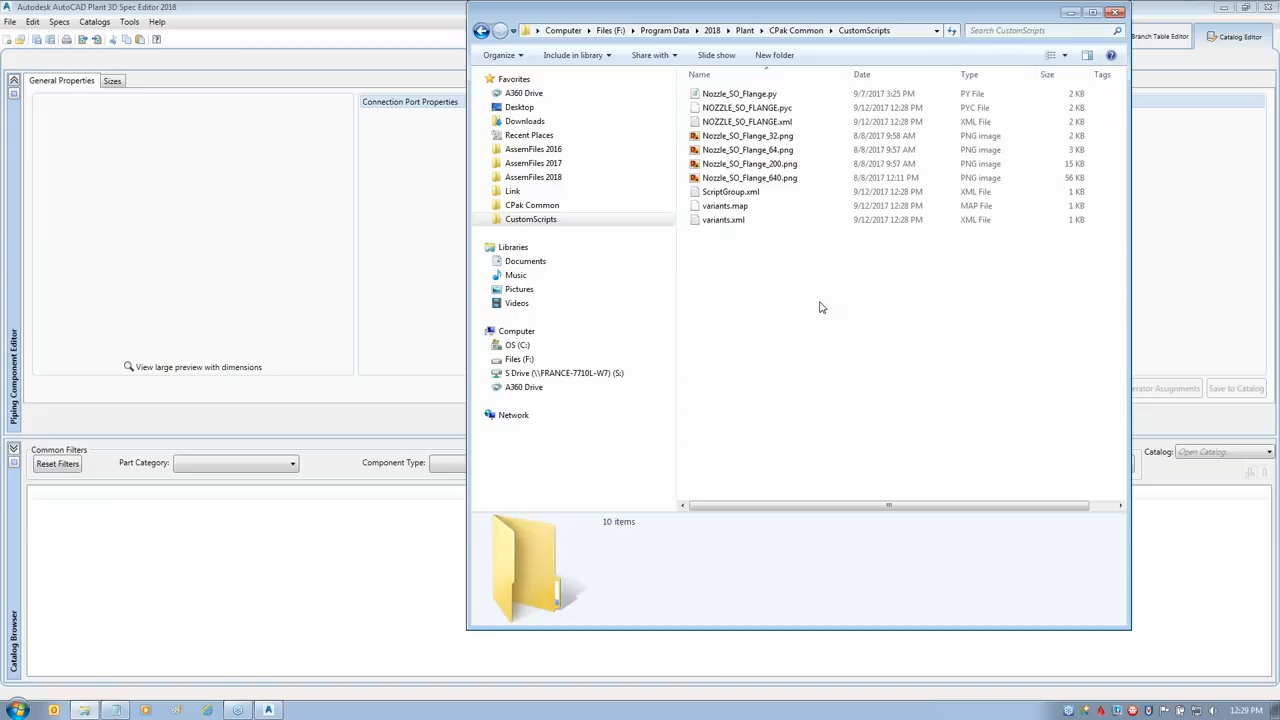 Autodesk AutoCAD Plant 3D Spec Editor 2018
File Edit Specs Catalogs Tools Help
Computer Files (F:) Program Data 2018 Plant CPak Common CustomScripts
Search CustomScripts
Branch Table Editor
Catalog Editor
Organize Include in library Share with Slide show New folder
General Properties Sizes
Connection Port Properties
View large preview with dimensions
Piping Component Editor
Favorites
A360 Drive
Desktop
Downloads
Recent Places
AssemFiles 2016
AssemFiles 2017
AssemFiles 2018
Link
CPak Common
CustomScripts
Libraries
Documents
Music
Pictures
Videos
Computer
OS (C:)
Files (F:)
S Drive (\\FRANCE-7710L-W7) (S:)
A360 Drive
Network
Name Date Type Size Tags
Nozzle_SO_Flange.py 9/7/2017 3:25 PM PY File 2 KB
NOZZLE_SO_FLANGE.pyc 9/12/2017 12:28 PM PYC File 2 KB
NOZZLE_SO_FLANGE.xml 9/12/2017 12:28 PM XML File 2 KB
Nozzle_SO_Flange_32.png 8/8/2017 9:58 AM PNG image 2 KB
Nozzle_SO_Flange_64.png 8/8/2017 9:57 AM PNG image 3 KB
Nozzle_SO_Flange_200.png 8/8/2017 9:57 AM PNG image 15 KB
Nozzle_SO_Flange_640.png 8/8/2017 12:11 PM PNG image 56 KB
ScriptGroup.xml 9/12/2017 12:28 PM XML File 1 KB
variants.map 9/12/2017 12:28 PM MAP File 1 KB
variants.xml 9/12/2017 12:28 PM XML File 1 KB
10 items
erator Assignments
Save to Catalog
Common Filters
Reset Filters
Part Category:
Component Type:
Catalog: Open Catalog
Catalog Browser
12:29 PM